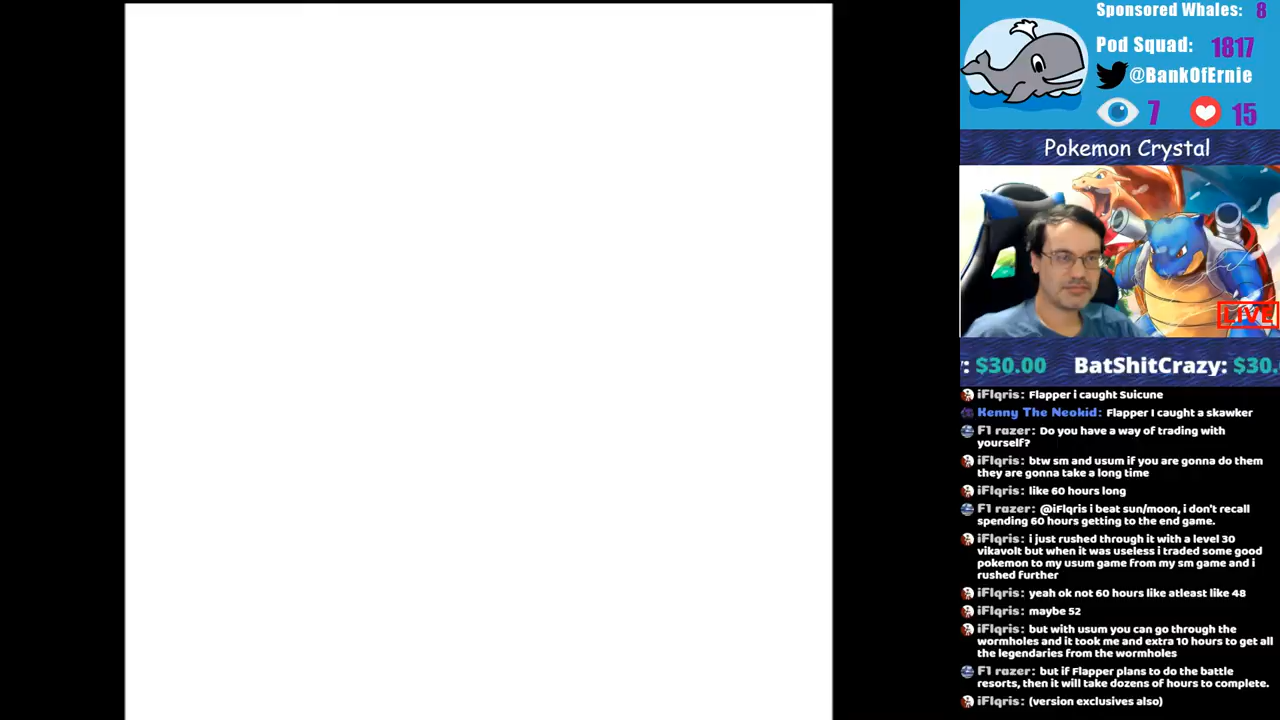 Sponsored Whales: 8
Pod Squad: 1817
@BankOfErnie
7 15
Pokemon Crystal
LIVE
: $30.00 BatShitCrazy: $30.
iFlqris: Flapper i caught Suicune
Kenny The Neokid: Flapper I caught a skawker
F1 razer: Do you have a way of trading with
yourself?
iFlqris: btw sm and usum if you are gonna do them
they are gonna take a long time
iFlqris: like 60 hours long
F1 razer: @iFlqris i beat sun/moon, i don't recall
spending 60 hours getting to the end game.
iFlqris: i just rushed through it with a level 30
vikavolt but when it was useless i traded some good
pokemon to my usum game from my sm game and i
rushed further
iFlqris: yeah ok not 60 hours like atleast like 48
iFlqris: maybe 52
iFlqris: but with usum you can go through the
wormholes and it took me and extra 10 hours to get all
the legendaries from the wormholes
F1 razer: but if Flapper plans to do the battle
resorts, then it will take dozens of hours to complete.
iFlqris: (version exclusives also)